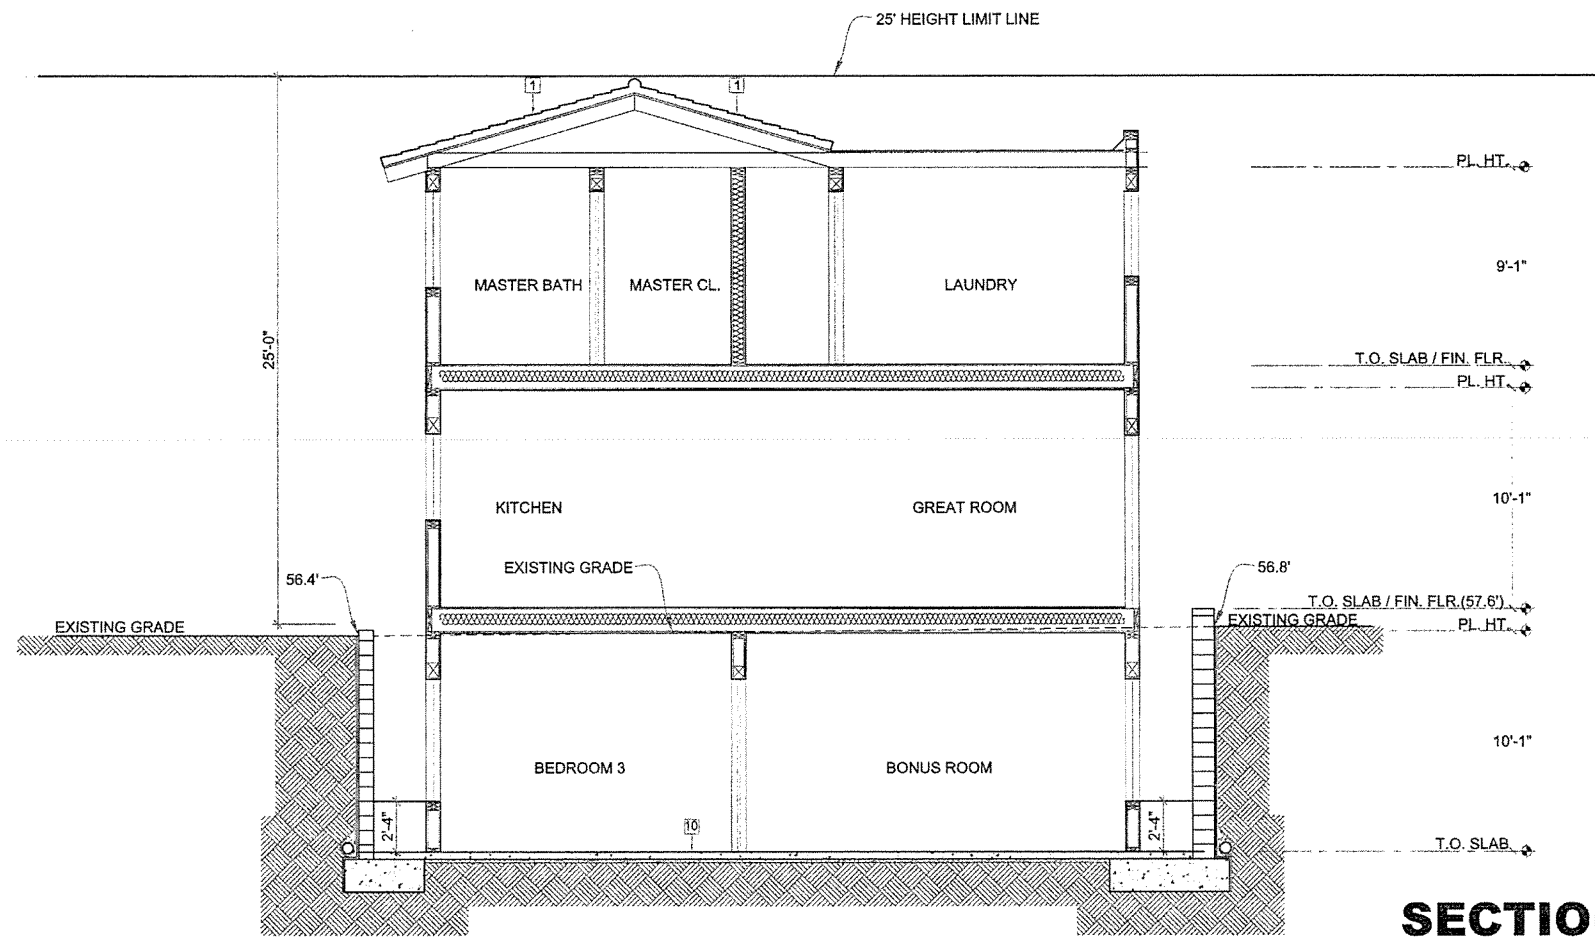 25' HEIGHT LIMIT LINE
1
1
PL. HT.
9'-1"
MASTER BATH
MASTER CL.
LAUNDRY
25'-0"
T.O. SLAB / FIN. FLR.
PL. HT.
10'-1"
KITCHEN
GREAT ROOM
EXISTING GRADE
56.4'
56.8'
T.O. SLAB / FIN. FLR.(57.6')
EXISTING GRADE
EXISTING GRADE
PL. HT.
10'-1"
BEDROOM 3
BONUS ROOM
2'-4"
10
2'-4"
T.O. SLAB
SECTIO